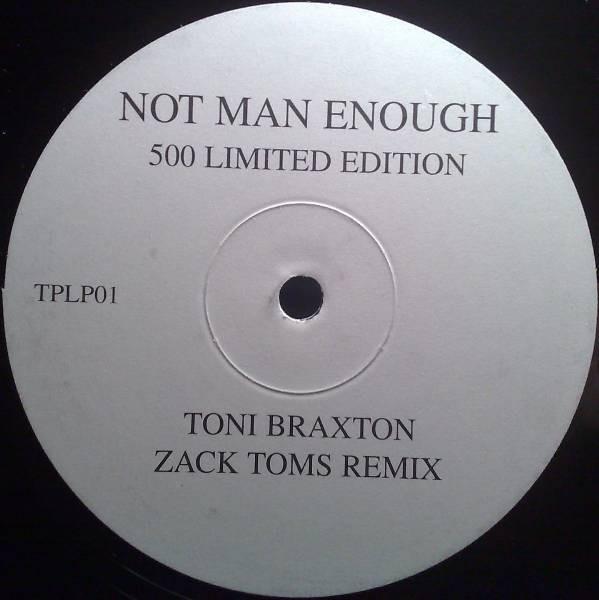 NOT MAN ENOUGH
500 LIMITED EDITION
TPLP01
TONI BRAXTON
ZACK TOMS REMIX